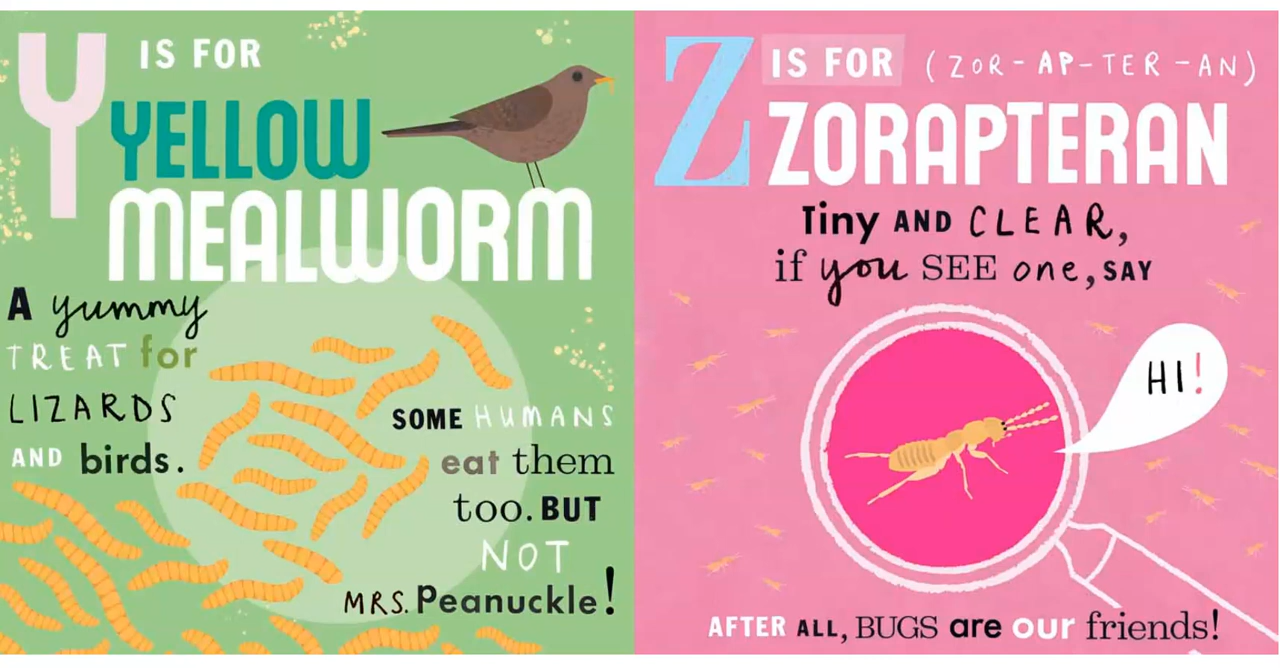 Y IS FOR
YELLOW
MEALWORM
A yummy
TREAT for
LIZARDS
AND birds.
SOME HUMANS
eat them
too. BUT
NOT
MRS. Peanuckle!
Z IS FOR (ZOR-AP-TER-AN)
ZORAPTERAN
Tiny AND CLEAR,
if you SEE one, SAY
HI!
AFTER ALL, BUGS are our friends!